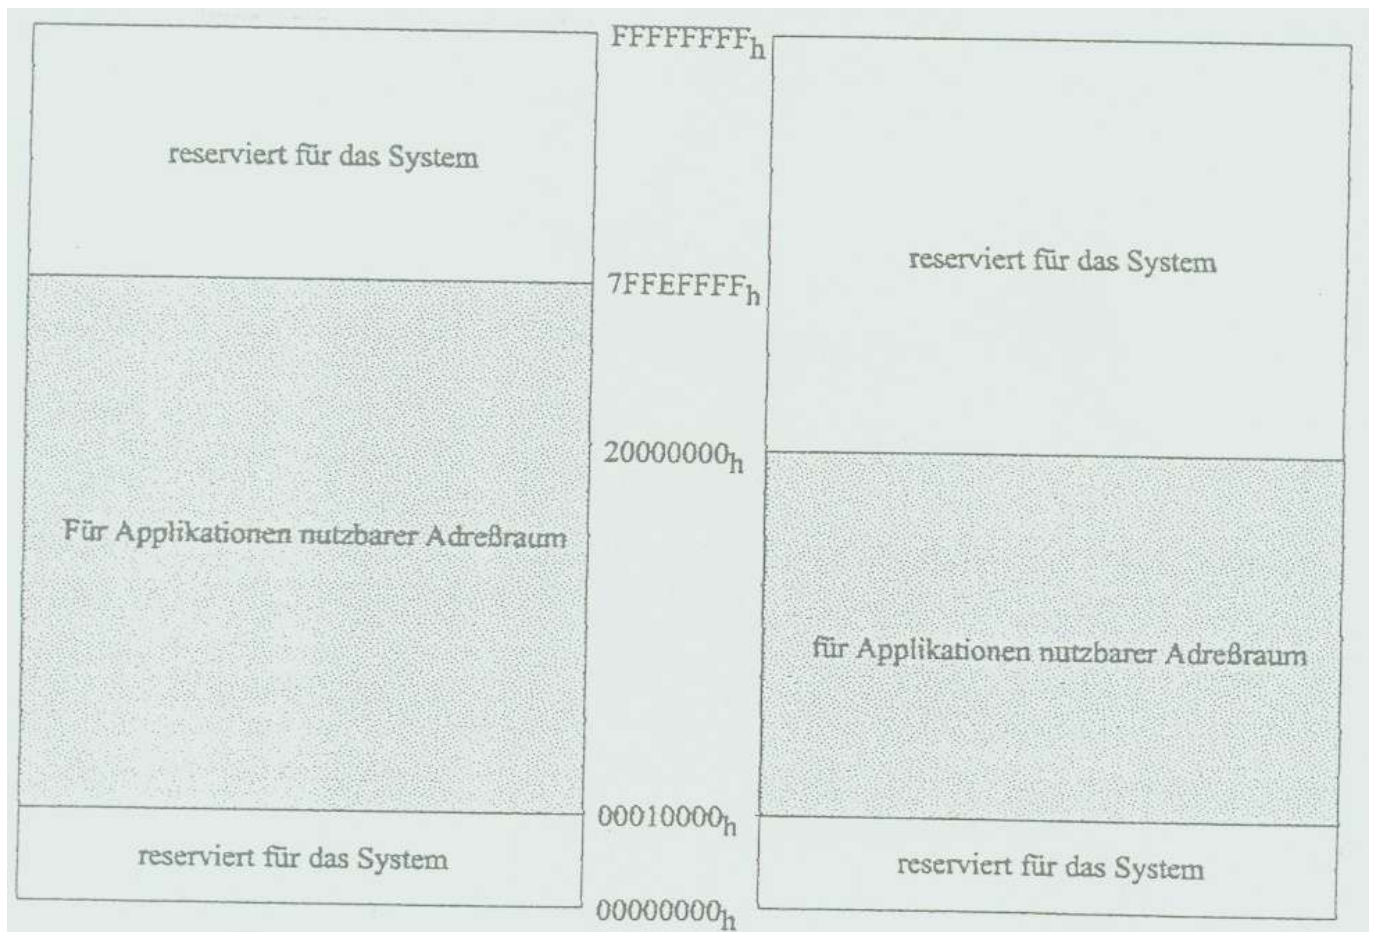 FFFFFFFFh
reserviert für das System
reserviert für das System
7FFEFFFFh
20000000h
Für Applikationen nutzbarer Adreßraum
für Applikationen nutzbarer Adreßraum
00010000h
reserviert für das System
reserviert für das System
00000000h